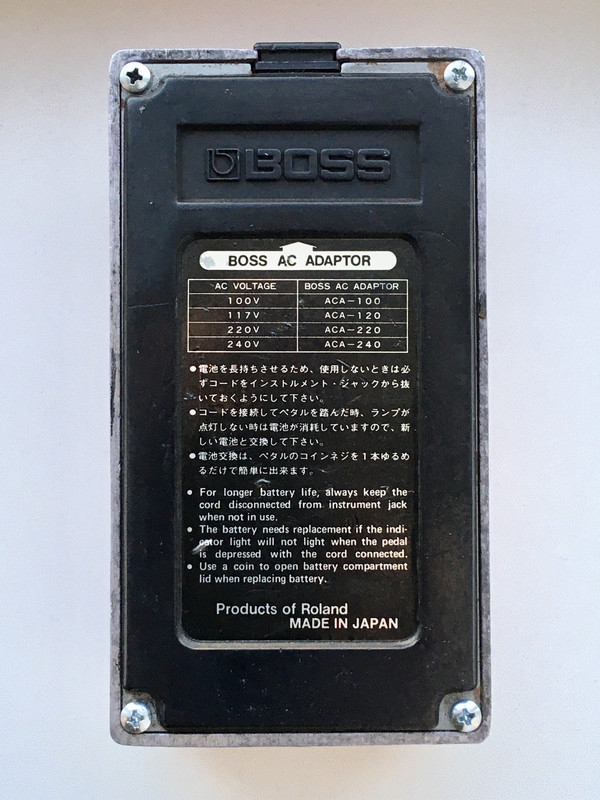 BOSS
BOSS AC ADAPTOR
AC VOLTAGE BOSS AC ADAPTOR
100V ACA-100
117V ACA-120
220V ACA-220
240V ACA-240
●電池を長持ちさせるため、使用しないときは必
ずコードをインストルメント・ジャックから抜
いておくようにして下さい。
●コードを接続してペタルを踏んだ時、ランプが
点灯しない時は電池が消耗していますので、新
しい電池と交換して下さい。
●電池交換は、ペタルのコインネジを1本ゆるめ
るだけで簡単に出来ます。
● For longer battery life, always keep the
cord disconnected from instrument jack
when not in use.
● The battery needs replacement if the indi-
cator light will not light when the pedal
is depressed with the cord connected.
● Use a coin to open battery compartment
lid when replacing battery.
Products of Roland
MADE IN JAPAN